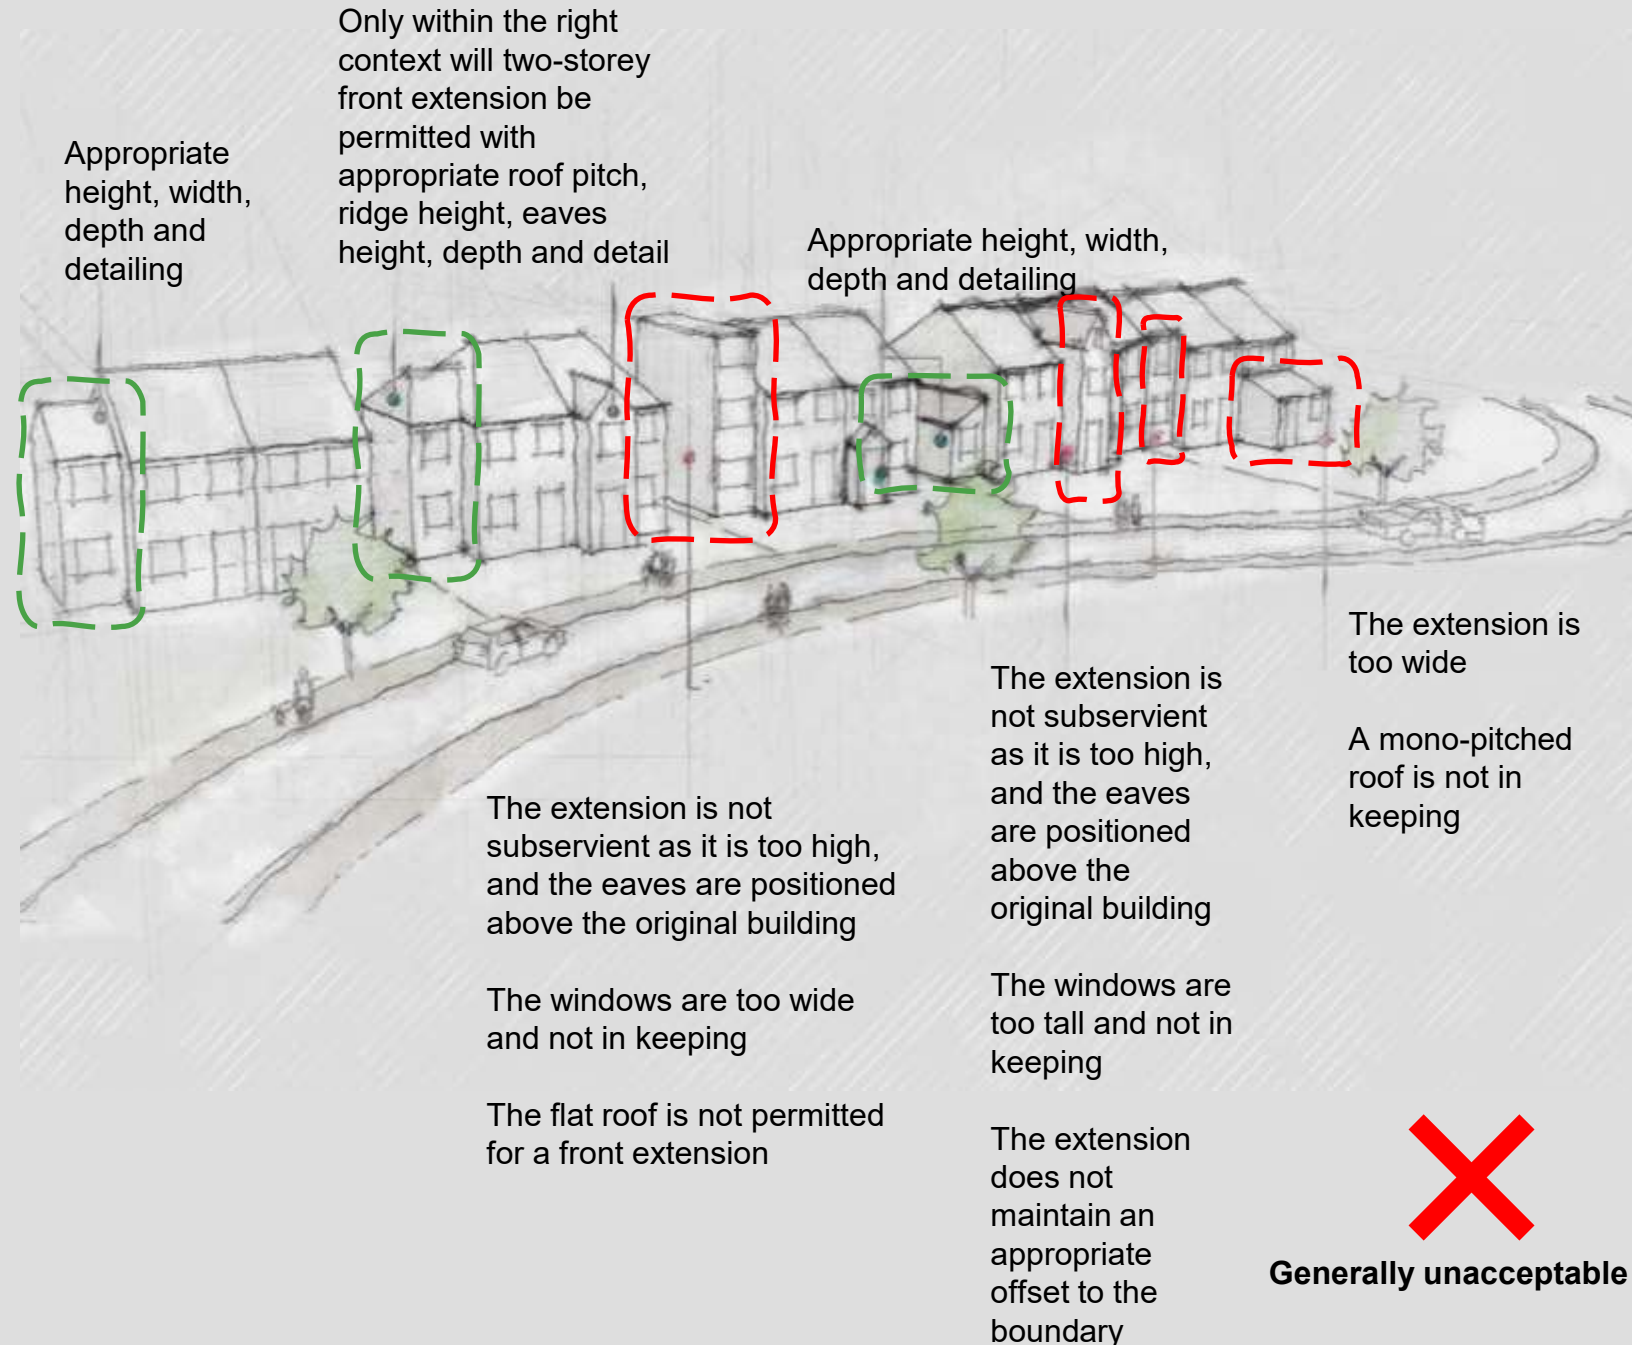 Only within the right
context will two-storey
front extension be
permitted with
appropriate roof pitch,
ridge height, eaves
height, depth and detail
Appropriate
height, width,
depth and
detailing
Appropriate height, width,
depth and detailing
The extension is
too wide
A mono-pitched
roof is not in
keeping
The extension is
not subservient
as it is too high,
and the eaves
are positioned
above the
original building
The windows are
too tall and not in
keeping
The extension
does not
maintain an
appropriate
offset to the
boundary
The extension is not
subservient as it is too high,
and the eaves are positioned
above the original building
The windows are too wide
and not in keeping
The flat roof is not permitted
for a front extension
Generally unacceptable